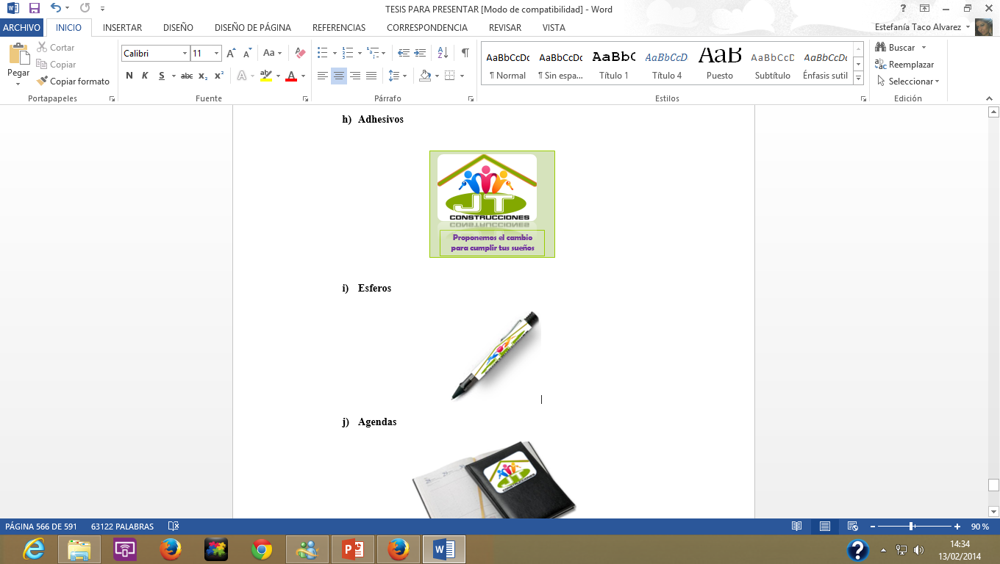 TESIS PARA PRESENTAR [Modo de compatibilidad] - Word
ARCHIVO INICIO INSERTAR DISEÑO DISEÑO DE PÁGINA REFERENCIAS CORRESPONDENCIA REVISAR VISTA
Estefanía Taco Alvarez
Pegar
Cortar
Copiar
Copiar formato
Portapapeles
Calibri 11
Aa
N K S abc x₂ x²
A A
Fuente
Párrafo
AaBbCcDc AaBbCcDc AaBbC AaBbCcD AaB AaBbCcD AaBbCcDc
¶ Normal ¶ Sin espa... Título 1 Título 4 Puesto Subtítulo Énfasis sutil
Estilos
Buscar
Reemplazar
Seleccionar
Edición
h) Adhesivos
JT
CONSTRUCCIONES
Proponemos el cambio
para cumplir tus sueños
i) Esferos
j) Agendas
JT
CONSTRUCCIONES
PÁGINA 566 DE 591 63122 PALABRAS 90 %
14:34
13/02/2014